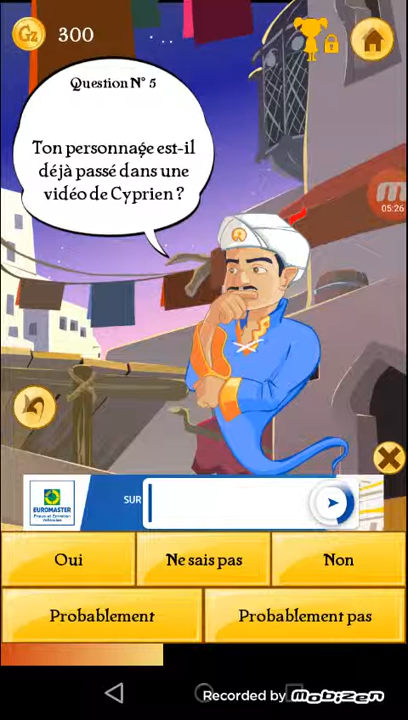 300
Question N° 5
Ton personnage est-il
déjà passé dans une
vidéo de Cyprien ?
05:26
EUROMASTER
SUR
Oui
Ne sais pas
Non
Probablement
Probablement pas
Recorded by MOBIZEN